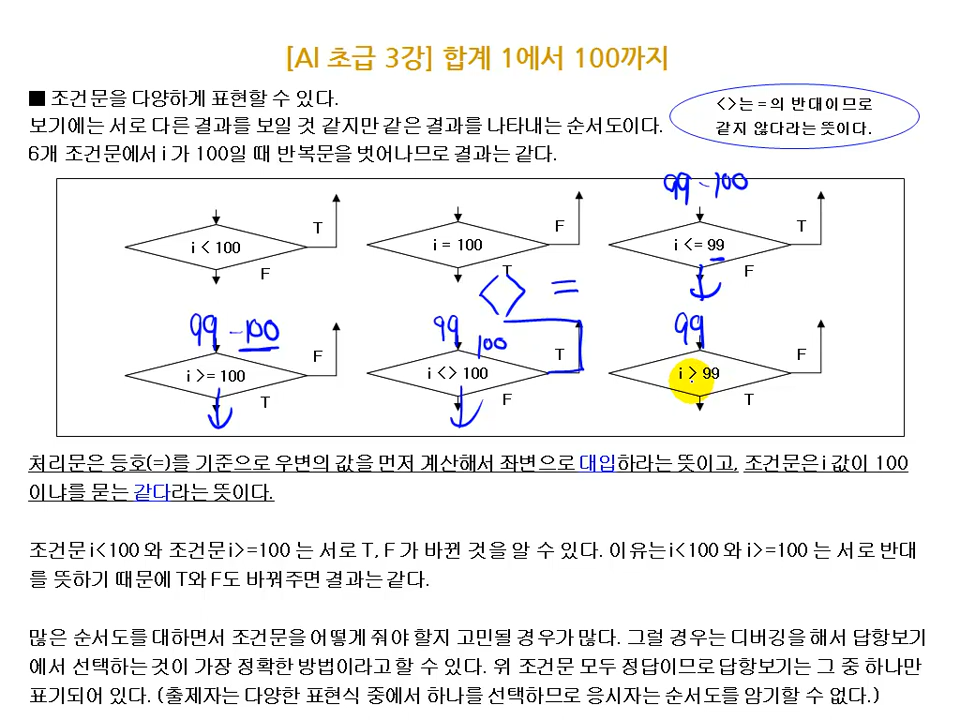 [AI 초급 3강] 합계 1에서 100까지
■ 조건문을 다양하게 표현할 수 있다.
<>는 = 의 반대이므로
같지 않다라는 뜻이다.
보기에는 서로 다른 결과를 보일 것 같지만 같은 결과를 나타내는 순서도이다.
6개 조건문에서 i 가 100일 때 반복문을 벗어나므로 결과는 같다.
99 - 100
i < 100
T
F
i = 100
F
T
i <= 99
T
F
<> =
99 - 100
i >= 100
F
T
99
100
i <> 100
T
F
99
i > 99
F
T
처리문은 등호(=)를 기준으로 우변의 값을 먼저 계산해서 좌변으로 대입하라는 뜻이고, 조건문은 i 값이 100
이냐를 묻는 같다라는 뜻이다.
조건문 i<100 와 조건문 i>=100 는 서로 T, F 가 바뀐 것을 알 수 있다. 이유는 i<100 와 i>=100 는 서로 반대
를 뜻하기 때문에 T와 F도 바꿔주면 결과는 같다.
많은 순서도를 대하면서 조건문을 어떻게 줘야 할지 고민될 경우가 많다. 그럴 경우는 디버깅을 해서 답항보기
에서 선택하는 것이 가장 정확한 방법이라고 할 수 있다. 위 조건문 모두 정답이므로 답항보기는 그 중 하나만
표기되어 있다. (출제자는 다양한 표현식 중에서 하나를 선택하므로 응시자는 순서도를 암기할 수 없다.)